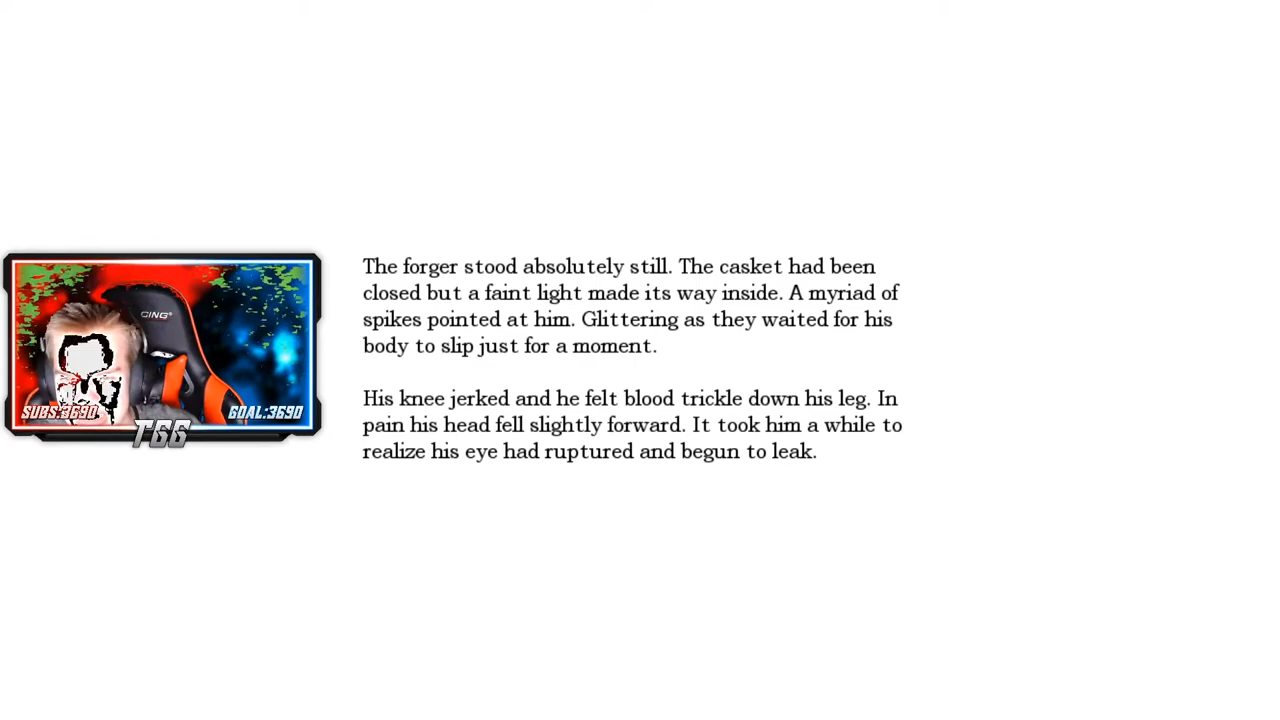 The forger stood absolutely still. The casket had been
closed but a faint light made its way inside. A myriad of
spikes pointed at him. Glittering as they waited for his
body to slip just for a moment.
His knee jerked and he felt blood trickle down his leg. In
pain his head fell slightly forward. It took him a while to
realize his eye had ruptured and begun to leak.
CING®
SUBS:3690
GOAL:3690
T66